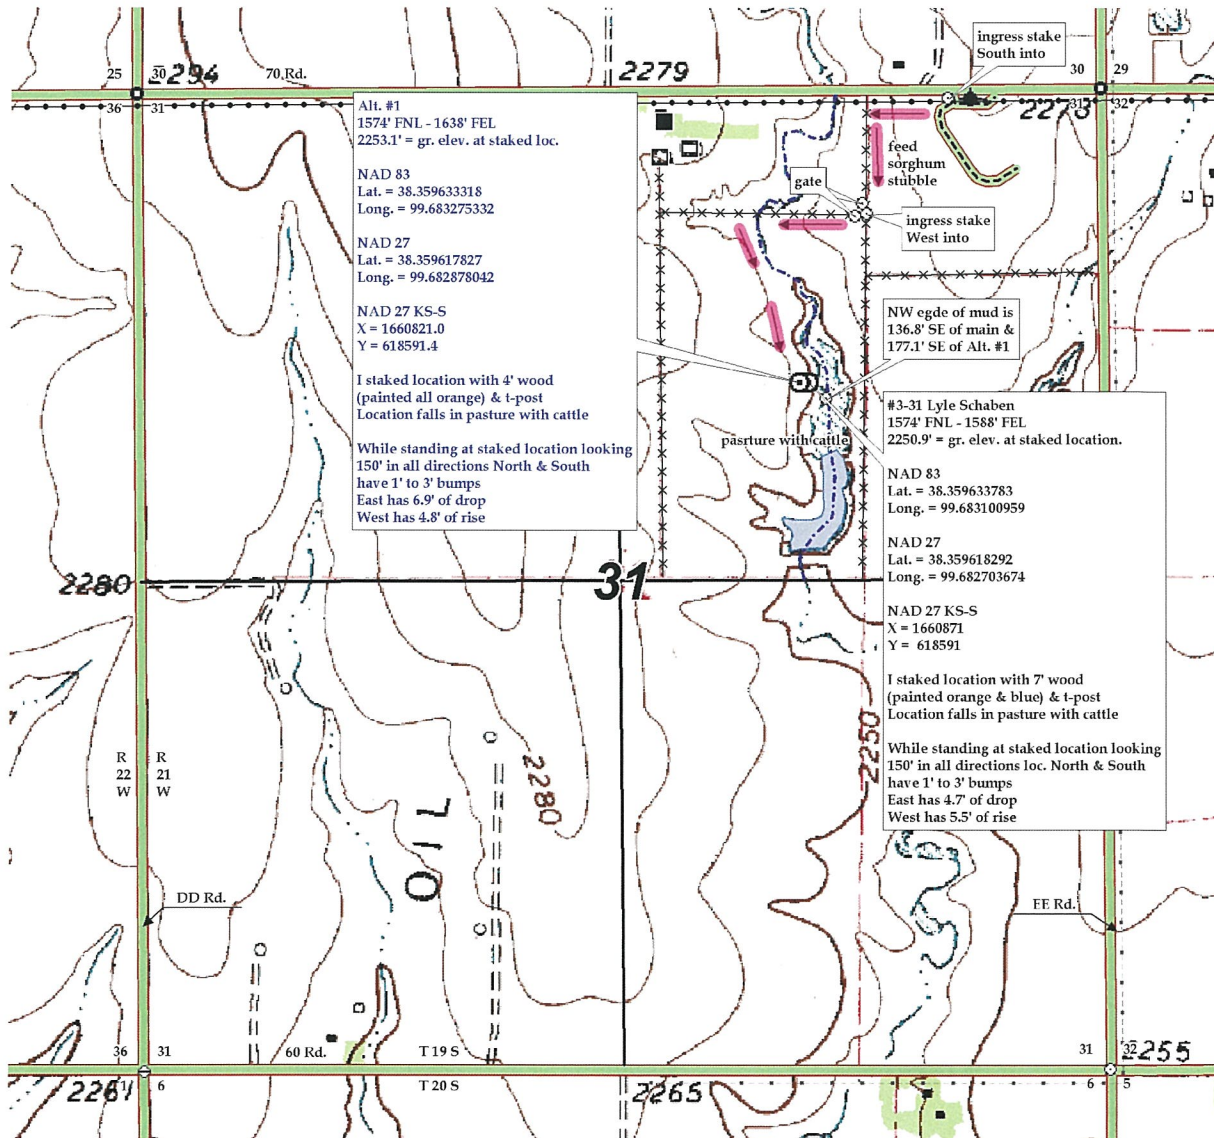 ingress stake
South into
25
30
2294
70 Rd.
2279
30
29
36
31
31
32
2273
Alt. #1
1574' FNL - 1638' FEL
2253.1' = gr. elev. at staked loc.
NAD 83
Lat. = 38.359633318
Long. = 99.683275332
NAD 27
Lat. = 38.359617827
Long. = 99.682878042
NAD 27 KS-S
X = 1660821.0
Y = 618591.4
I staked location with 4' wood
(painted all orange) & t-post
Location falls in pasture with cattle
While standing at staked location looking
150' in all directions North & South
have 1' to 3' bumps
East has 6.9' of drop
West has 4.8' of rise
feed
sorghum
stubble
gate
ingress stake
West into
NW egde of mud is
136.8' SE of main &
177.1' SE of Alt. #1
pasrture with cattle
#3-31 Lyle Schaben
1574' FNL - 1588' FEL
2250.9' = gr. elev. at staked location.
NAD 83
Lat. = 38.359633783
Long. = 99.683100959
NAD 27
Lat. = 38.359618292
Long. = 99.682703674
NAD 27 KS-S
X = 1660871
Y = 618591
I staked location with 7' wood
(painted orange & blue) & t-post
Location falls in pasture with cattle
While standing at staked location looking
150' in all directions loc. North & South
have 1' to 3' bumps
East has 4.7' of drop
West has 5.5' of rise
2280
31
2250
R
22
W
R
21
W
2280
OIL
DD Rd.
EE Rd.
36
31
60 Rd.
T 19 S
31
32
2255
2261
1
6
T 20 S
2265
6
5